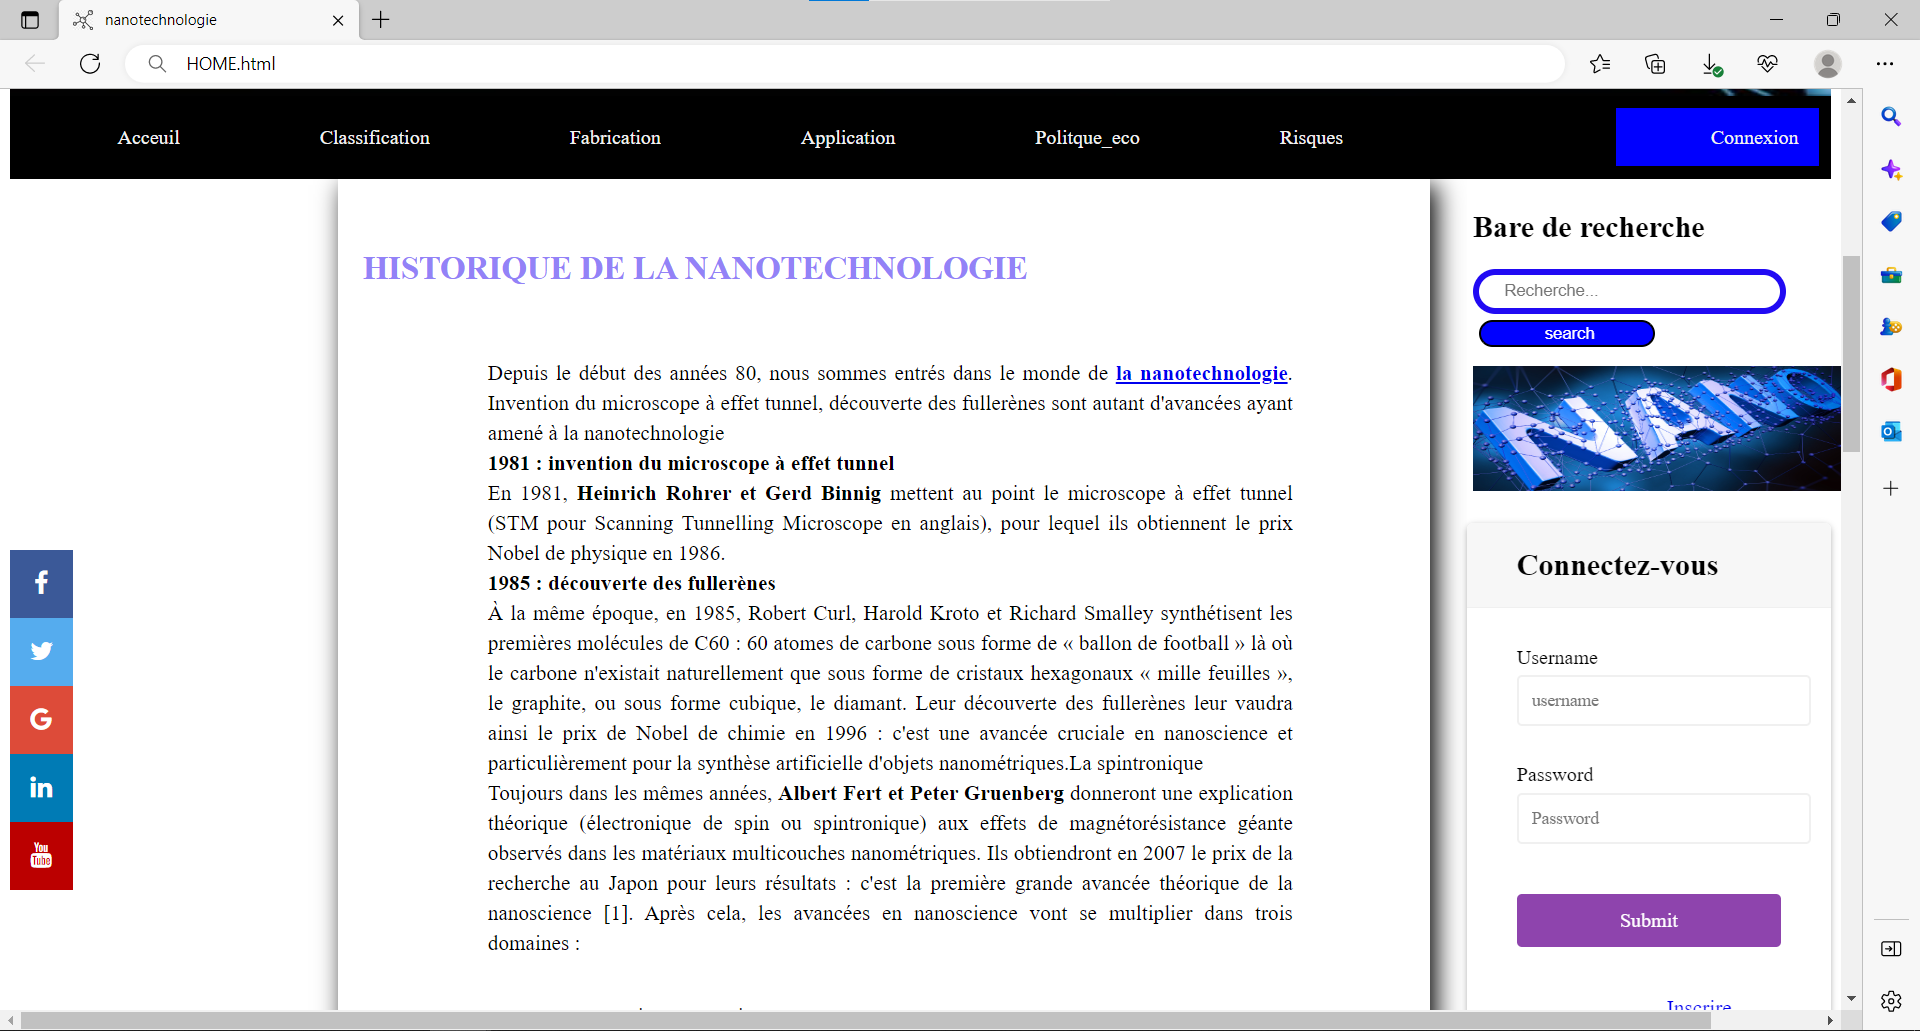 nanotechnologie
HOME.html
Acceuil Classification Fabrication Application Politque_eco Risques Connexion
HISTORIQUE DE LA NANOTECHNOLOGIE
Depuis le début des années 80, nous sommes entrés dans le monde de la nanotechnologie.
Invention du microscope à effet tunnel, découverte des fullerènes sont autant d'avancées ayant
amené à la nanotechnologie
1981 : invention du microscope à effet tunnel
En 1981, Heinrich Rohrer et Gerd Binnig mettent au point le microscope à effet tunnel
(STM pour Scanning Tunnelling Microscope en anglais), pour lequel ils obtiennent le prix
Nobel de physique en 1986.
1985 : découverte des fullerènes
À la même époque, en 1985, Robert Curl, Harold Kroto et Richard Smalley synthétisent les
premières molécules de C60 : 60 atomes de carbone sous forme de « ballon de football » là où
le carbone n'existait naturellement que sous forme de cristaux hexagonaux « mille feuilles »,
le graphite, ou sous forme cubique, le diamant. Leur découverte des fullerènes leur vaudra
ainsi le prix de Nobel de chimie en 1996 : c'est une avancée cruciale en nanoscience et
particulièrement pour la synthèse artificielle d'objets nanométriques.La spintronique
Toujours dans les mêmes années, Albert Fert et Peter Gruenberg donneront une explication
théorique (électronique de spin ou spintronique) aux effets de magnétorésistance géante
observés dans les matériaux multicouches nanométriques. Ils obtiendront en 2007 le prix de la
recherche au Japon pour leurs résultats : c'est la première grande avancée théorique de la
nanoscience [1]. Après cela, les avancées en nanoscience vont se multiplier dans trois
domaines :
Bare de recherche
Recherche...
search
NANO
Connectez-vous
Username
username
Password
Password
Submit
Inscrire
f
G
in
You
Tube